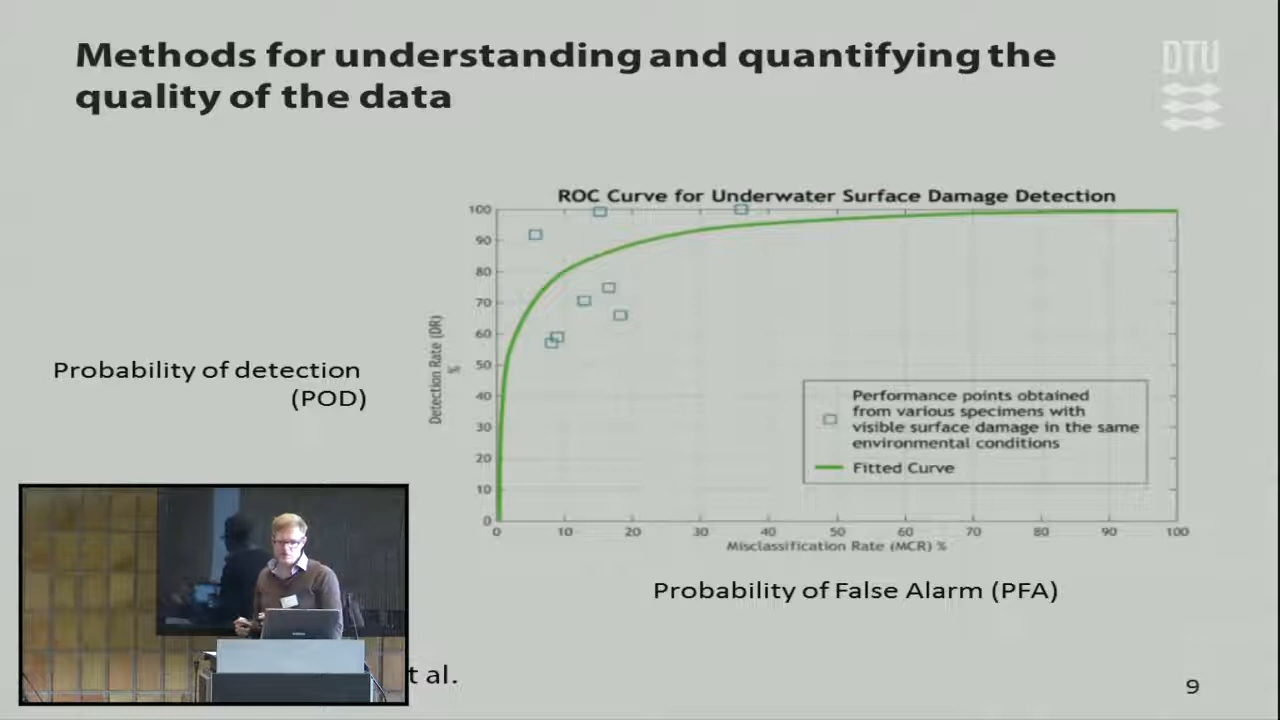 Methods for understanding and quantifying the
quality of the data
DTU
ROC Curve for Underwater Surface Damage Detection
100
90
80
70
60
50
40
30
20
10
0
Detection Rate (DR)
%
Probability of detection
(POD)
Performance points obtained
from various specimens with
visible surface damage in the same
environmental conditions
Fitted Curve
0 10 20 30 40 50 60 70 80 90 100
Misclassification Rate (MCR) %
Probability of False Alarm (PFA)
t al.
9